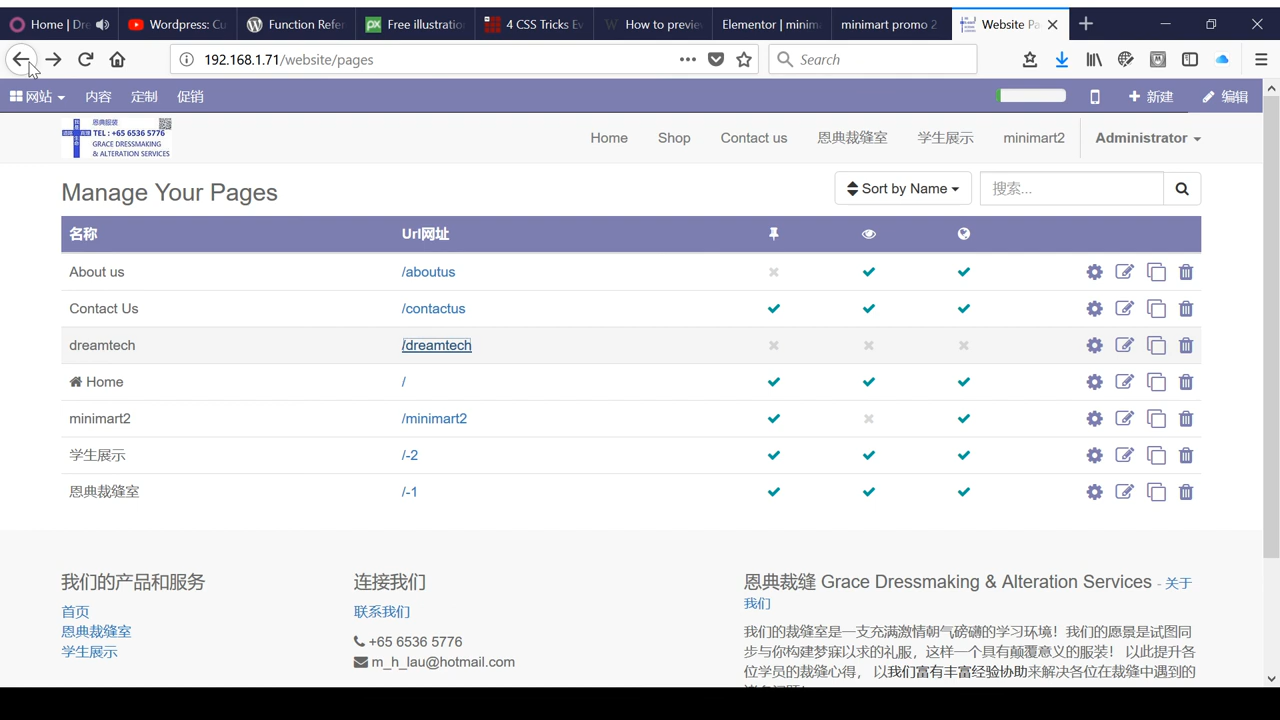 Home | Dre
Wordpress: Cu
Function Refer
Free illustration
4 CSS Tricks Ev
How to preview
Elementor | minim
minimart promo 2
Website Pa
192.168.1.71/website/pages
Search
网站 内容 定制 促销 新建 编辑
恩典服装
TEL : +65 6536 5776
GRACE DRESSMAKING
& ALTERATION SERVICES
Home Shop Contact us 恩典裁缝室 学生展示 minimart2 Administrator
Manage Your Pages
Sort by Name
搜索...
名称 Url网址
About us /aboutus
Contact Us /contactus
dreamtech /dreamtech
Home /
minimart2 /minimart2
学生展示 /-2
恩典裁缝室 /-1
我们的产品和服务
首页
恩典裁缝室
学生展示
连接我们
联系我们
+65 6536 5776
m_h_lau@hotmail.com
恩典裁缝 Grace Dressmaking & Alteration Services - 关于
我们
我们的裁缝室是一支充满激情朝气磅礴的学习环境！我们的愿景是试图同
步与你构建梦寐以求的礼服，这样一个具有颠覆意义的服装！ 以此提升各
位学员的裁缝心得， 以我们富有丰富经验协助来解决各位在裁缝中遇到的